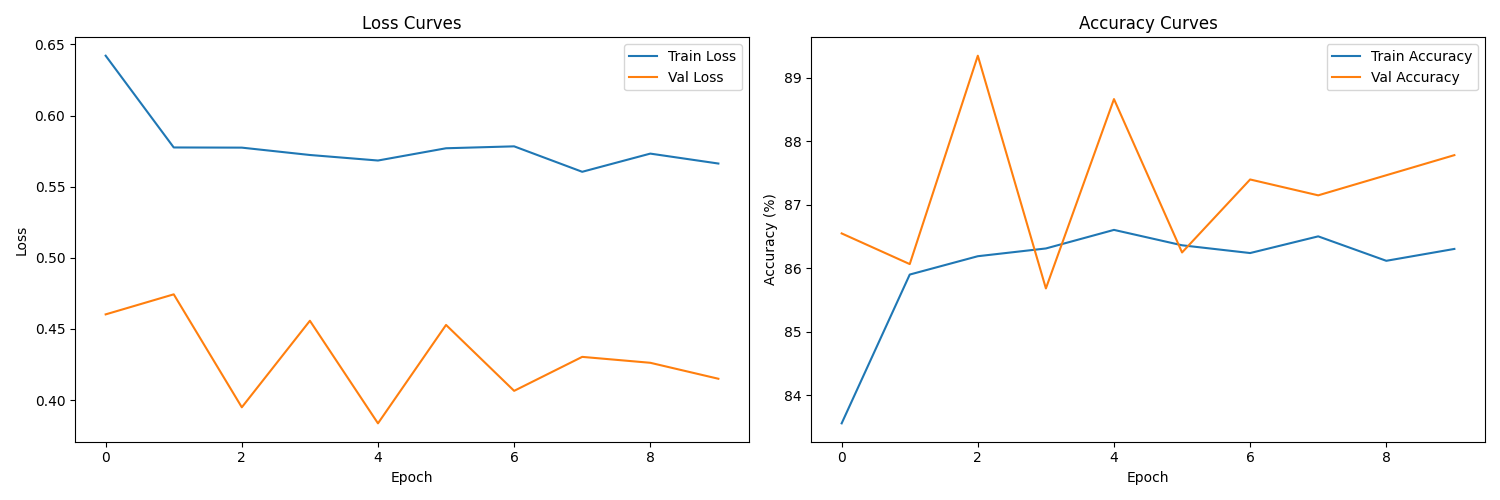 Loss Curves
Train Loss
Val Loss
0.65
0.60
0.55
0.50
0.45
0.40
Loss
0 2 4 6 8
Epoch
Accuracy Curves
Train Accuracy
Val Accuracy
89
88
87
86
85
84
Accuracy (%)
0 2 4 6 8
Epoch